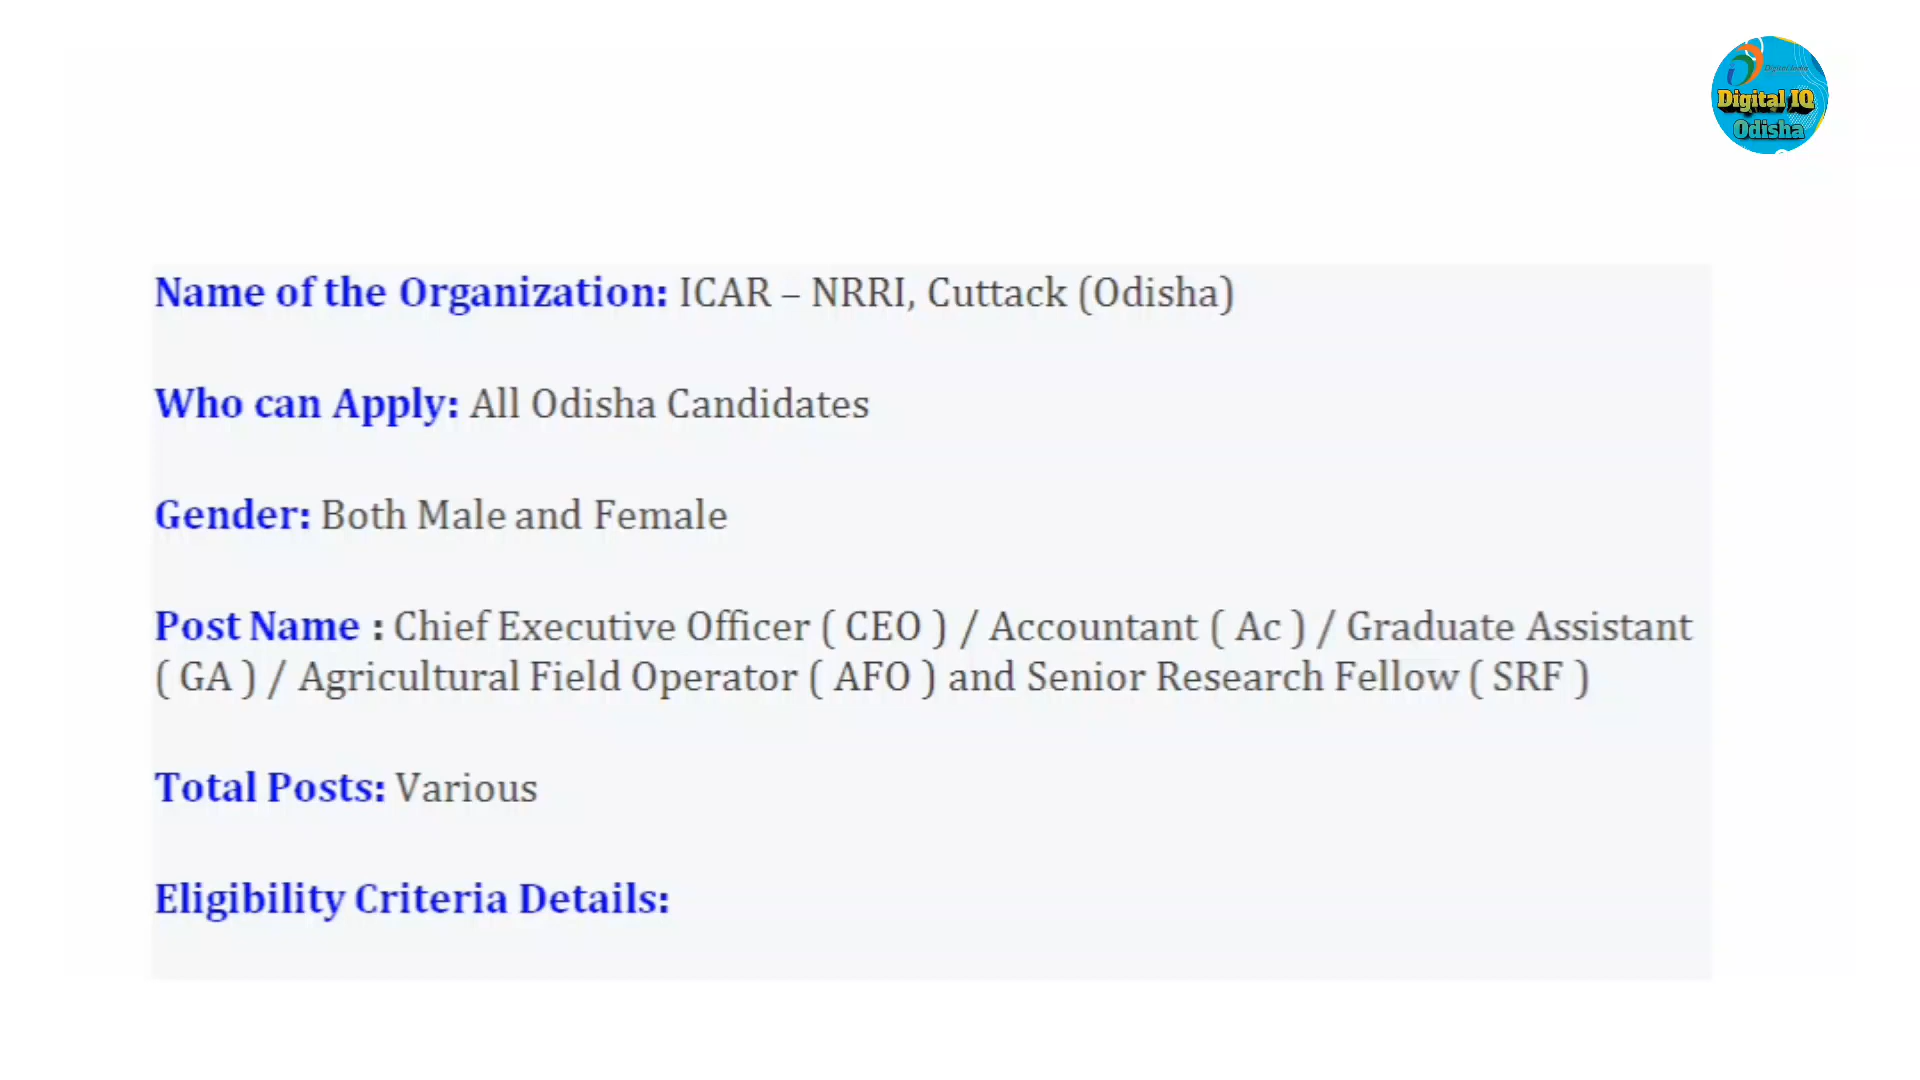 Digital India
Digital IQ
Odisha
Name of the Organization: ICAR – NRRI, Cuttack (Odisha)
Who can Apply: All Odisha Candidates
Gender: Both Male and Female
Post Name : Chief Executive Officer ( CEO ) / Accountant ( Ac ) / Graduate Assistant
( GA ) / Agricultural Field Operator ( AFO ) and Senior Research Fellow ( SRF )
Total Posts: Various
Eligibility Criteria Details: